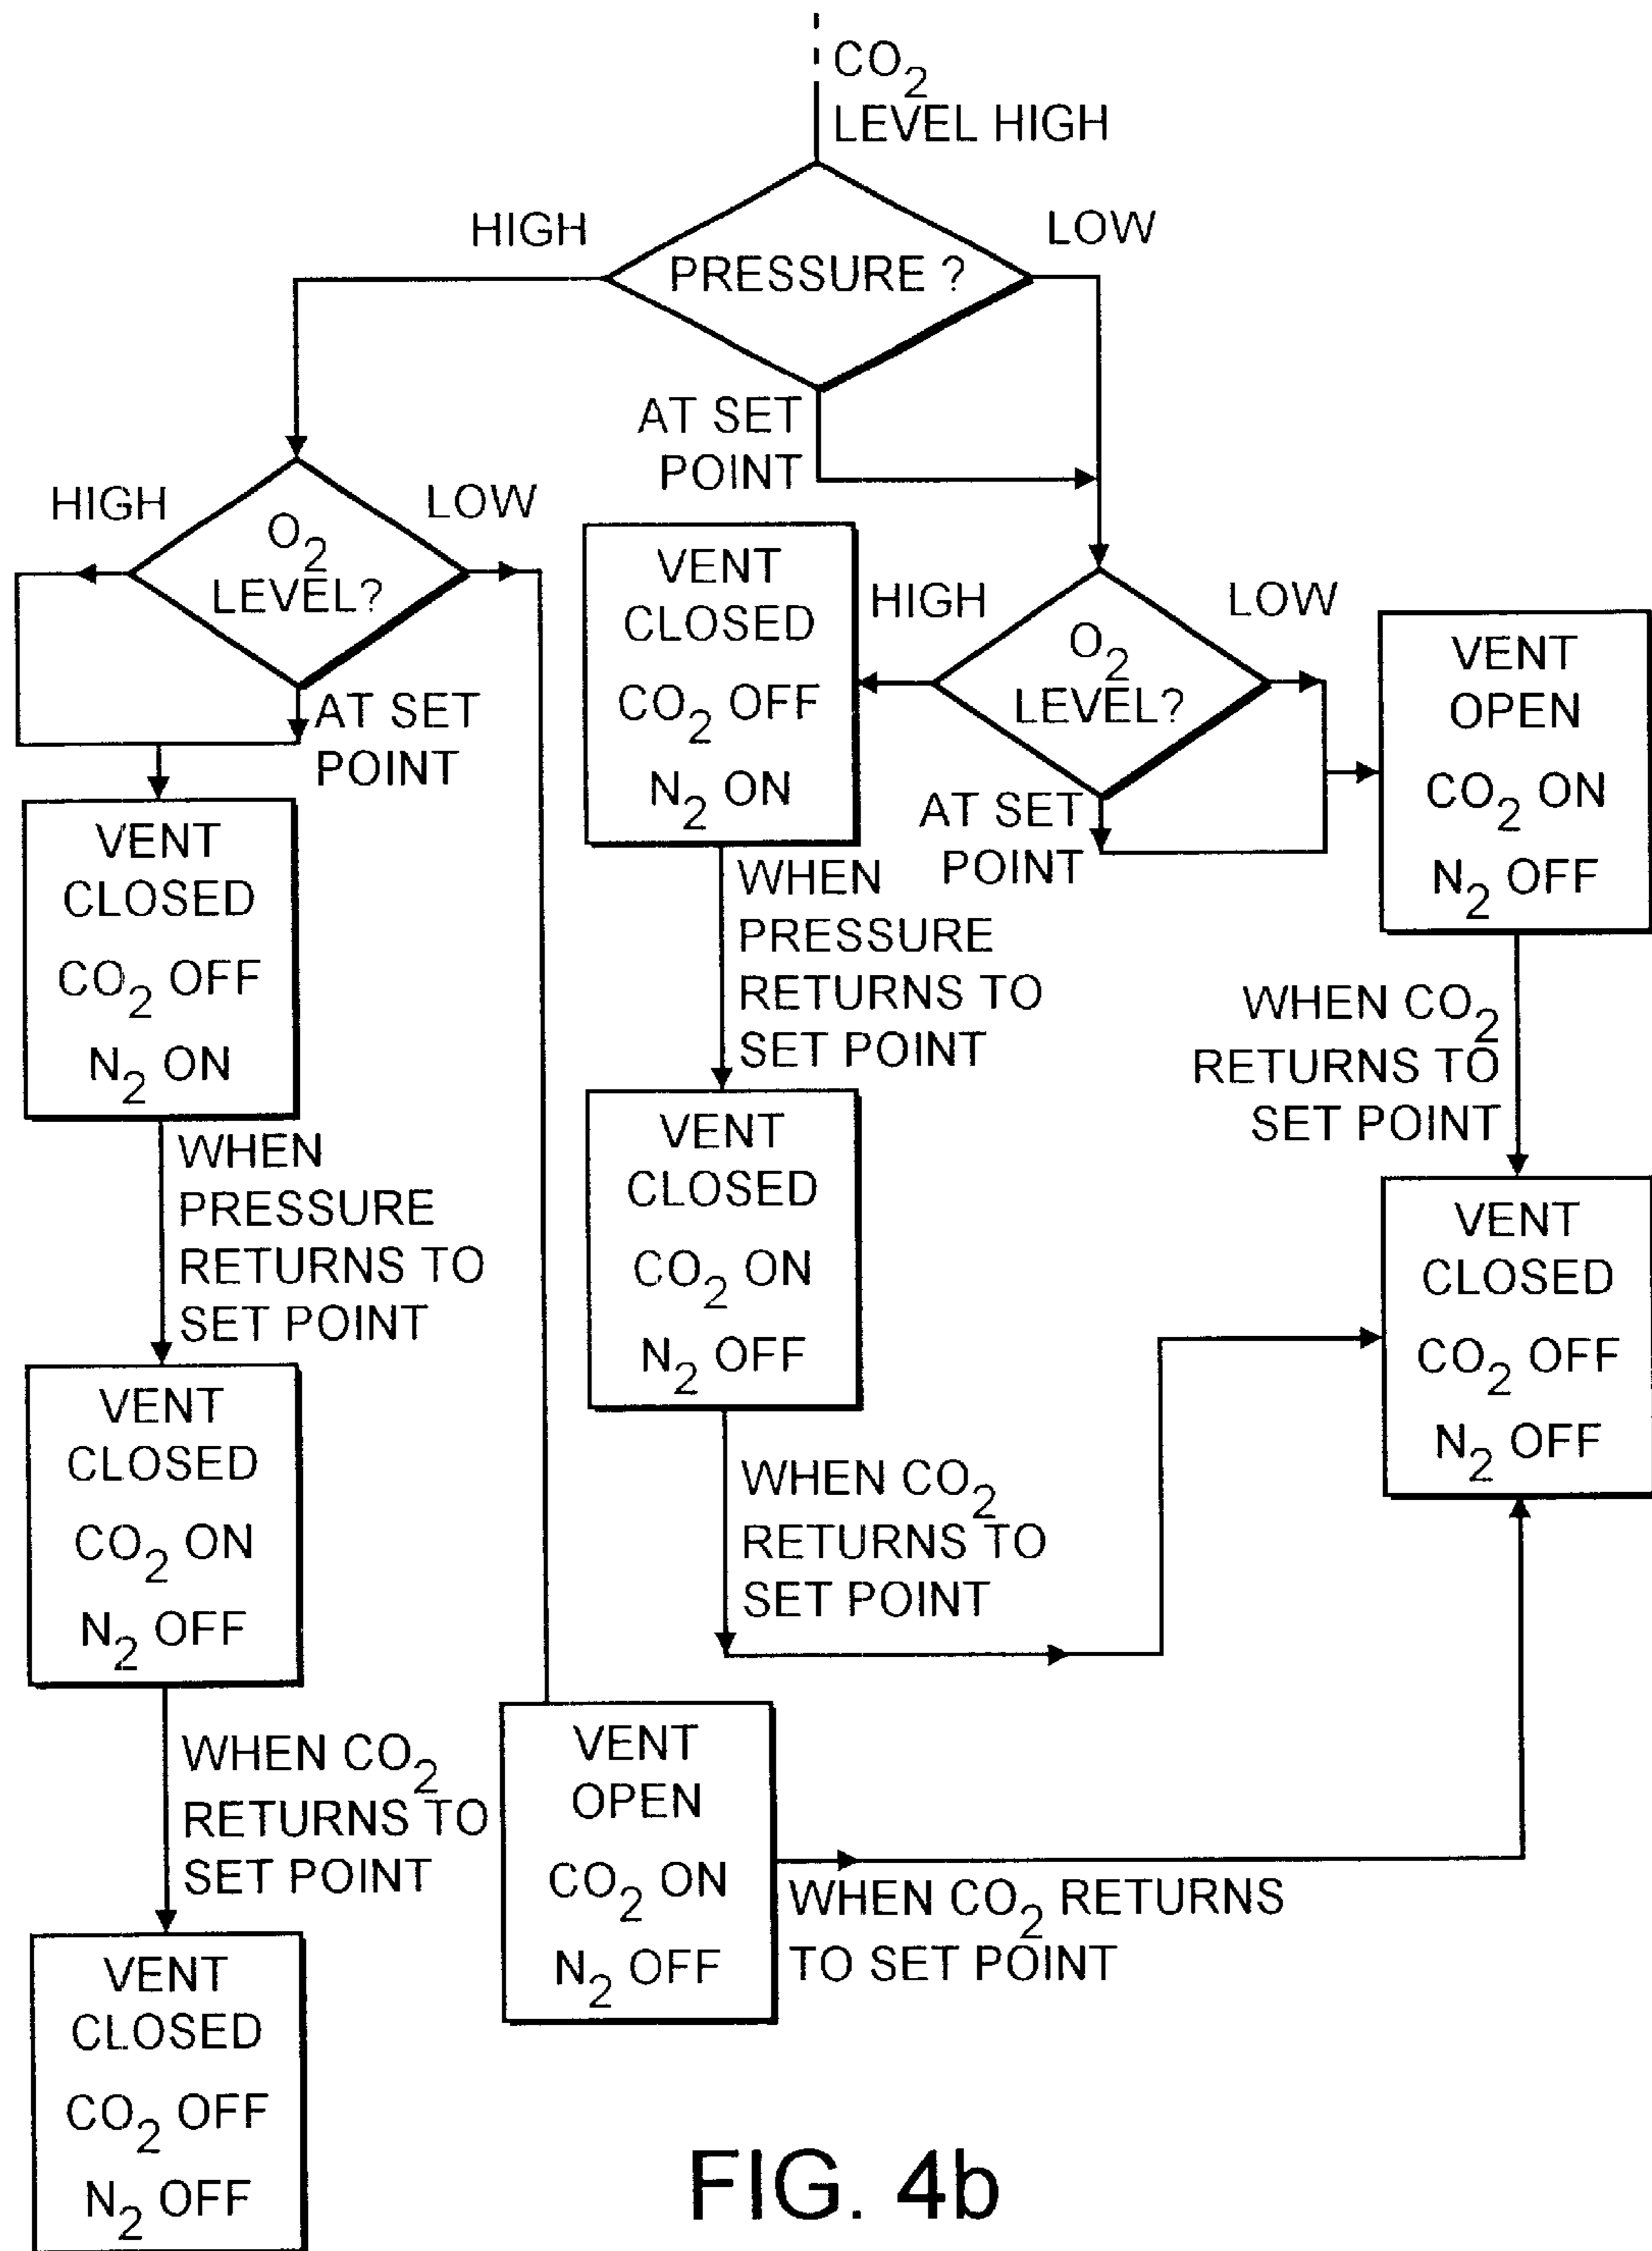 CO₂
LEVEL HIGH
HIGH
LOW
PRESSURE ?
AT SET
POINT
HIGH
LOW
O₂
LEVEL?
AT SET
POINT
VENT
CLOSED
CO₂ OFF
N₂ ON
WHEN
PRESSURE
RETURNS TO
SET POINT
VENT
CLOSED
CO₂ ON
N₂ OFF
WHEN CO₂
RETURNS TO
SET POINT
VENT
CLOSED
CO₂ OFF
N₂ OFF
VENT
CLOSED
CO₂ OFF
N₂ ON
HIGH
LOW
O₂
LEVEL?
AT SET
POINT
WHEN
PRESSURE
RETURNS TO
SET POINT
VENT
CLOSED
CO₂ ON
N₂ OFF
WHEN CO₂
RETURNS TO
SET POINT
VENT
OPEN
CO₂ ON
N₂ OFF
WHEN CO₂
RETURNS TO
SET POINT
VENT
CLOSED
CO₂ OFF
N₂ OFF
VENT
OPEN
CO₂ ON
N₂ OFF
WHEN CO₂ RETURNS
TO SET POINT
FIG. 4b